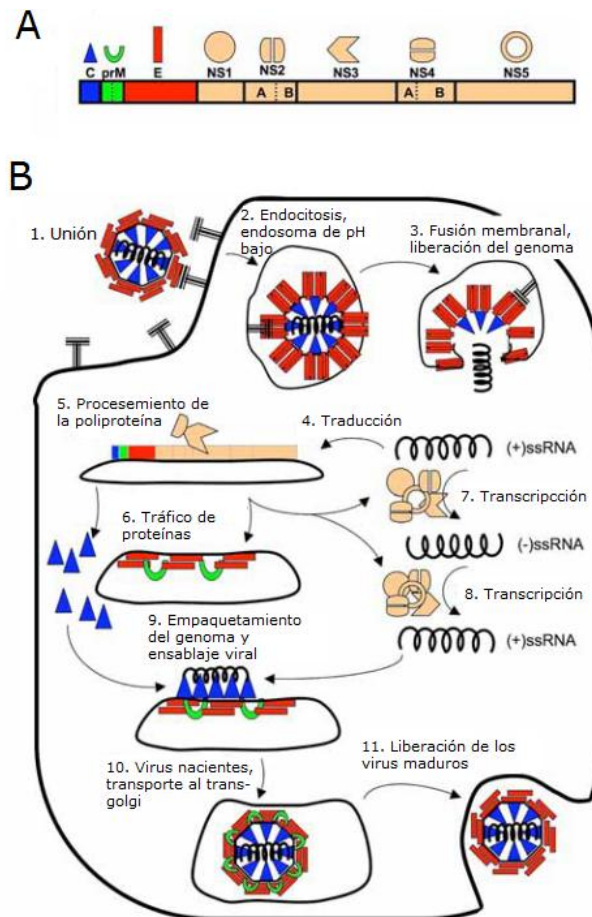 A
C prM E NS1 NS2 NS3 NS4 NS5
A B A B
B
1. Unión
2. Endocitosis,
endosoma de pH
bajo
3. Fusión membranal,
liberación del genoma
5. Procesemiento de
la poliproteína
4. Traducción
(+)ssRNA
7. Transcripcción
6. Tráfico de
proteínas
(-)ssRNA
8. Transcripción
9. Empaquetamiento
del genoma y
ensablaje viral
(+)ssRNA
10. Virus nacientes,
transporte al trans-
golgi
11. Liberación de los
virus maduros